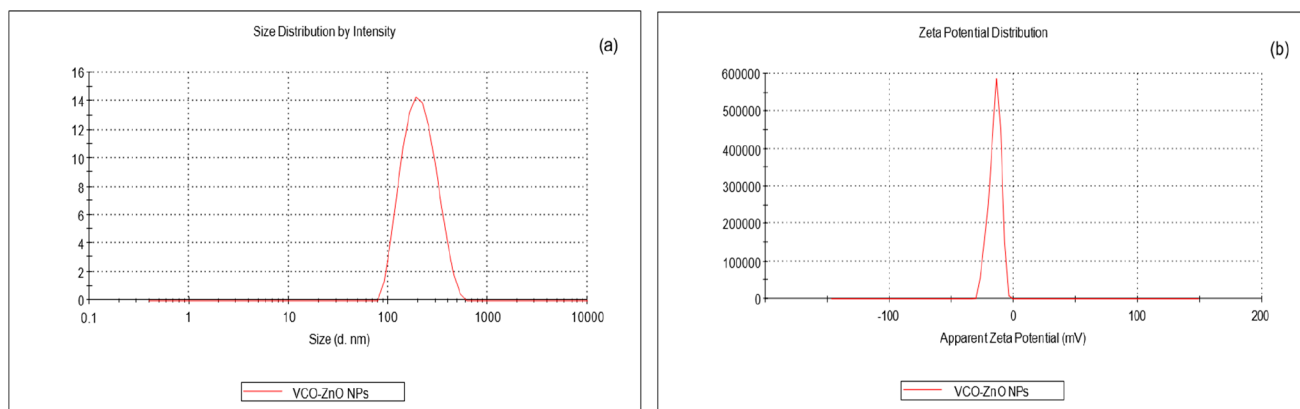 Size Distribution by Intensity
(a)
16
14
12
10
8
6
4
2
0
0.1 1 10 100 1000 10000
Size (d. nm)
VCO-ZnO NPs
Zeta Potential Distribution
(b)
600000
500000
400000
300000
200000
100000
0
-100 0 100 200
Apparent Zeta Potential (mV)
VCO-ZnO NPs